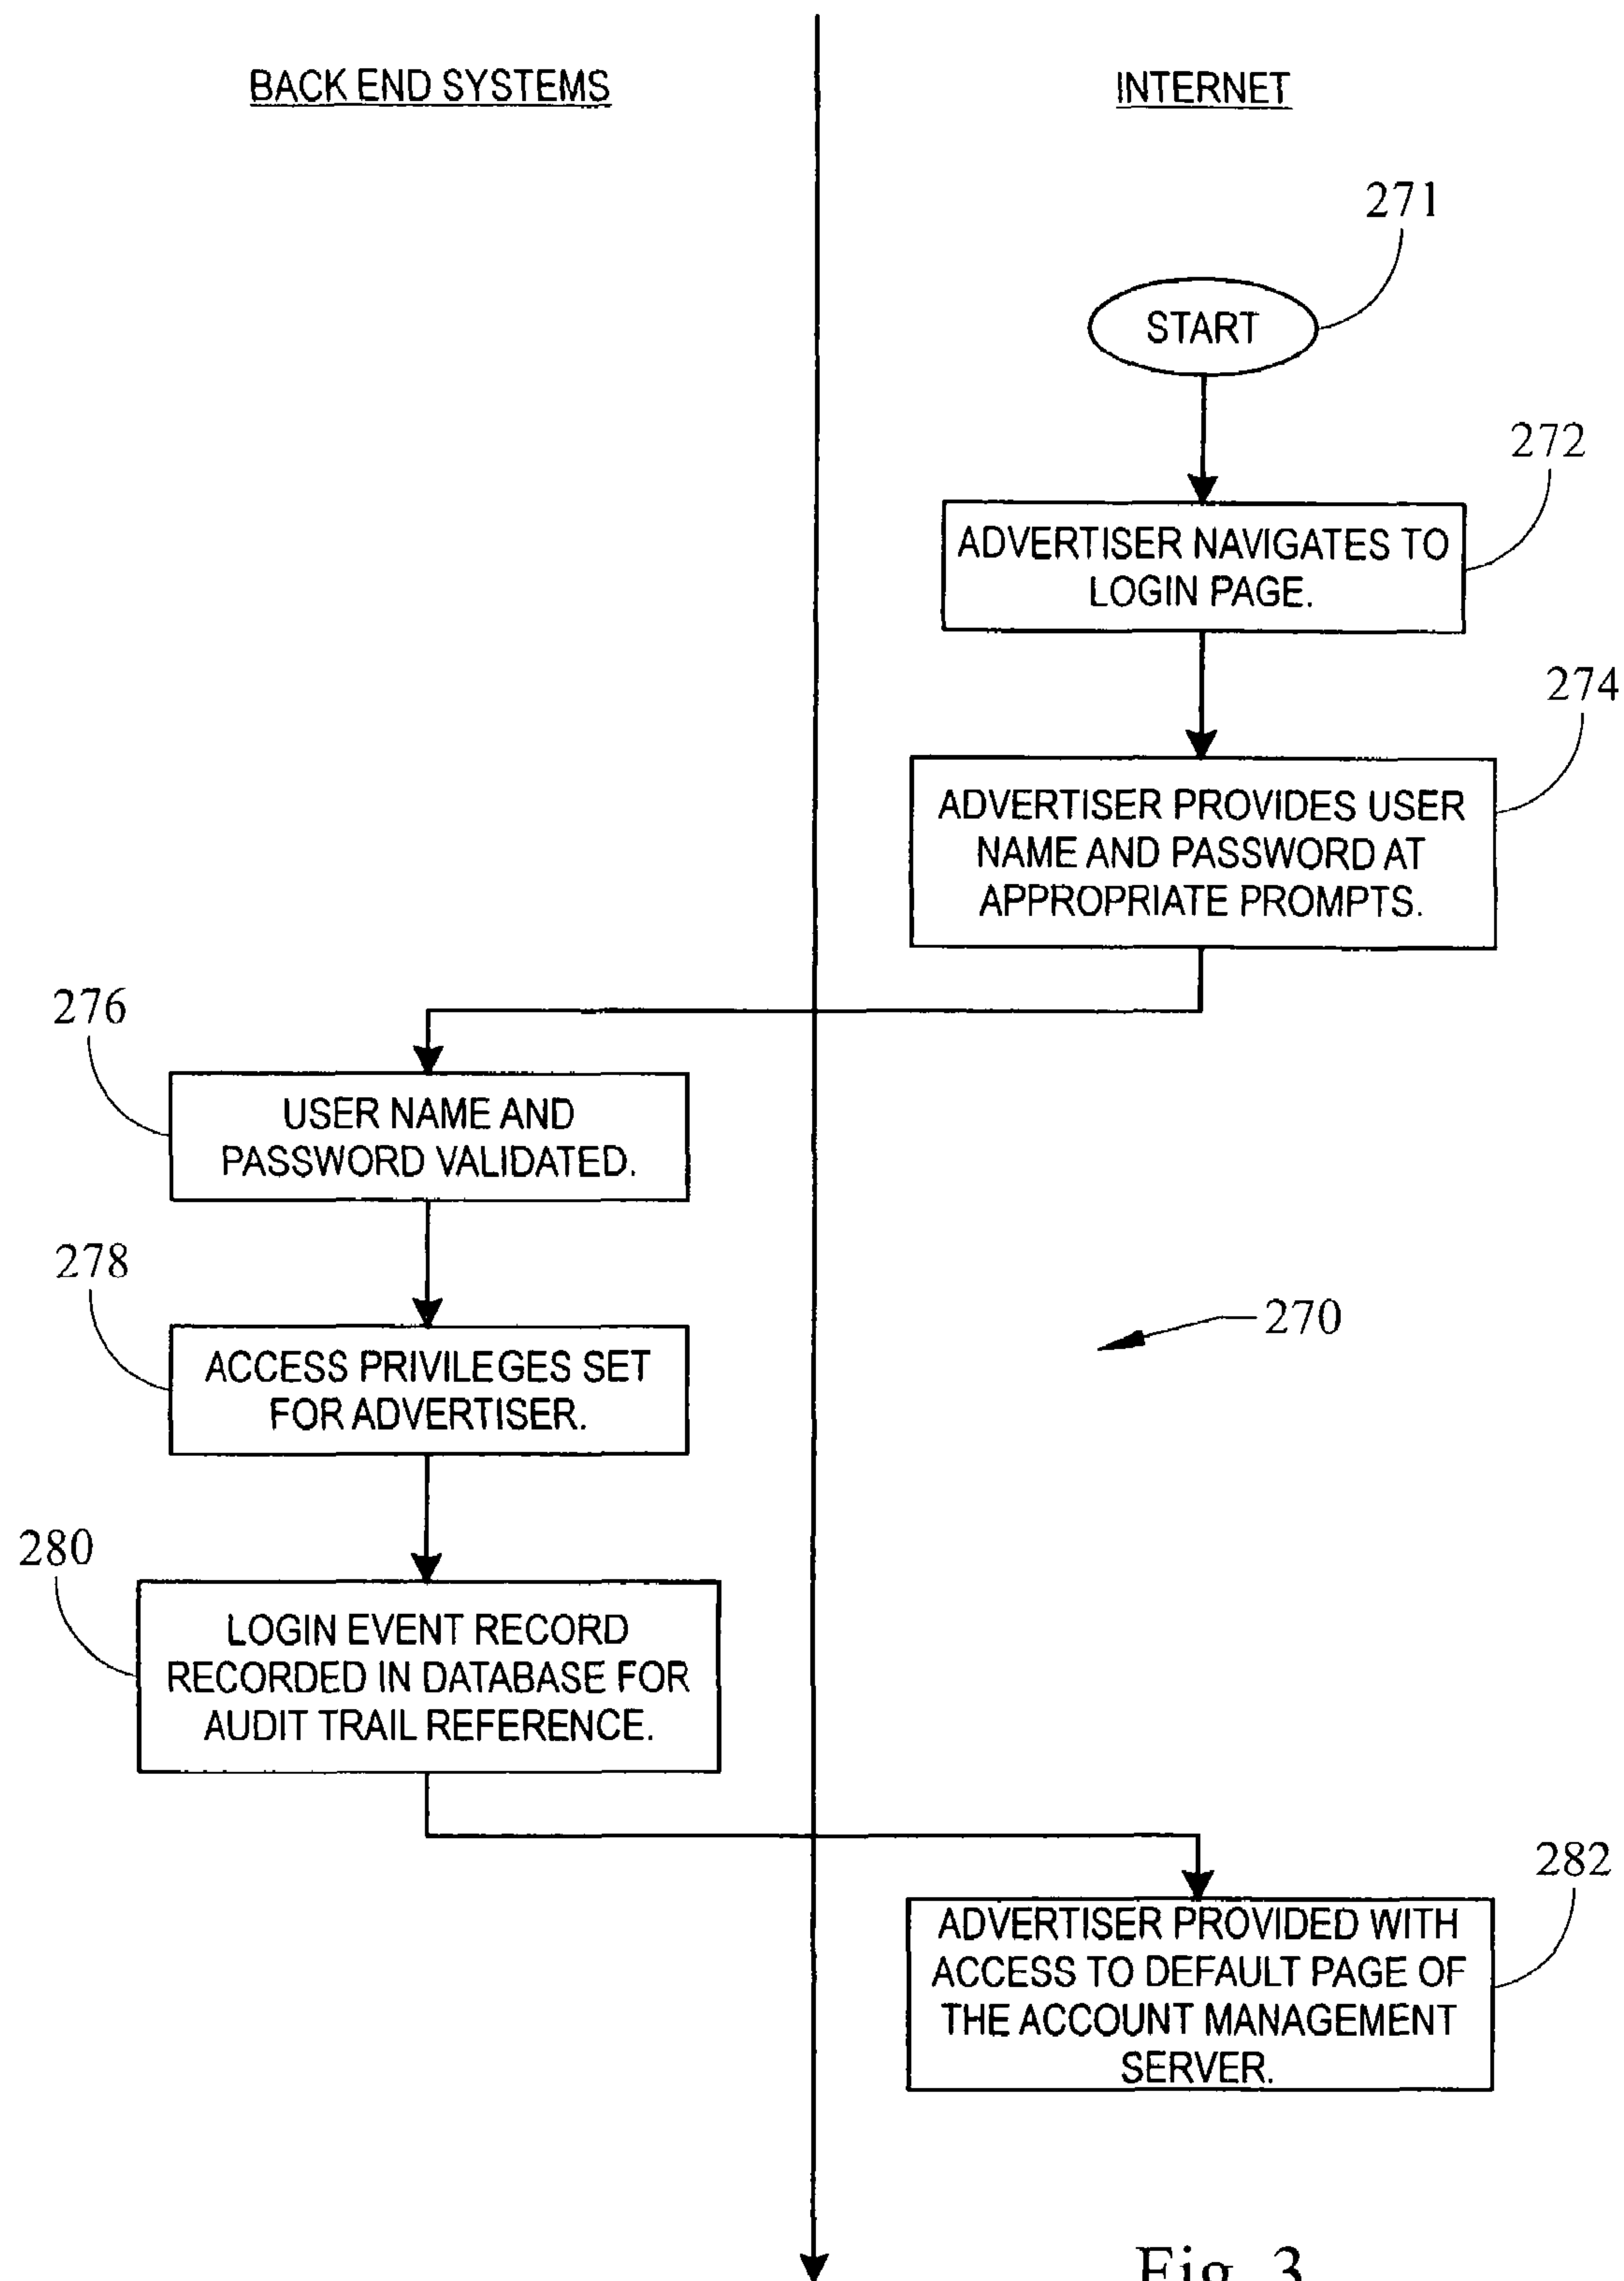 BACK END SYSTEMS
INTERNET
271
START
272
ADVERTISER NAVIGATES TO
LOGIN PAGE.
274
ADVERTISER PROVIDES USER
NAME AND PASSWORD AT
APPROPRIATE PROMPTS.
276
USER NAME AND
PASSWORD VALIDATED.
278
270
ACCESS PRIVILEGES SET
FOR ADVERTISER.
280
LOGIN EVENT RECORD
RECORDED IN DATABASE FOR
AUDIT TRAIL REFERENCE.
282
ADVERTISER PROVIDED WITH
ACCESS TO DEFAULT PAGE OF
THE ACCOUNT MANAGEMENT
SERVER.
Fig. 3